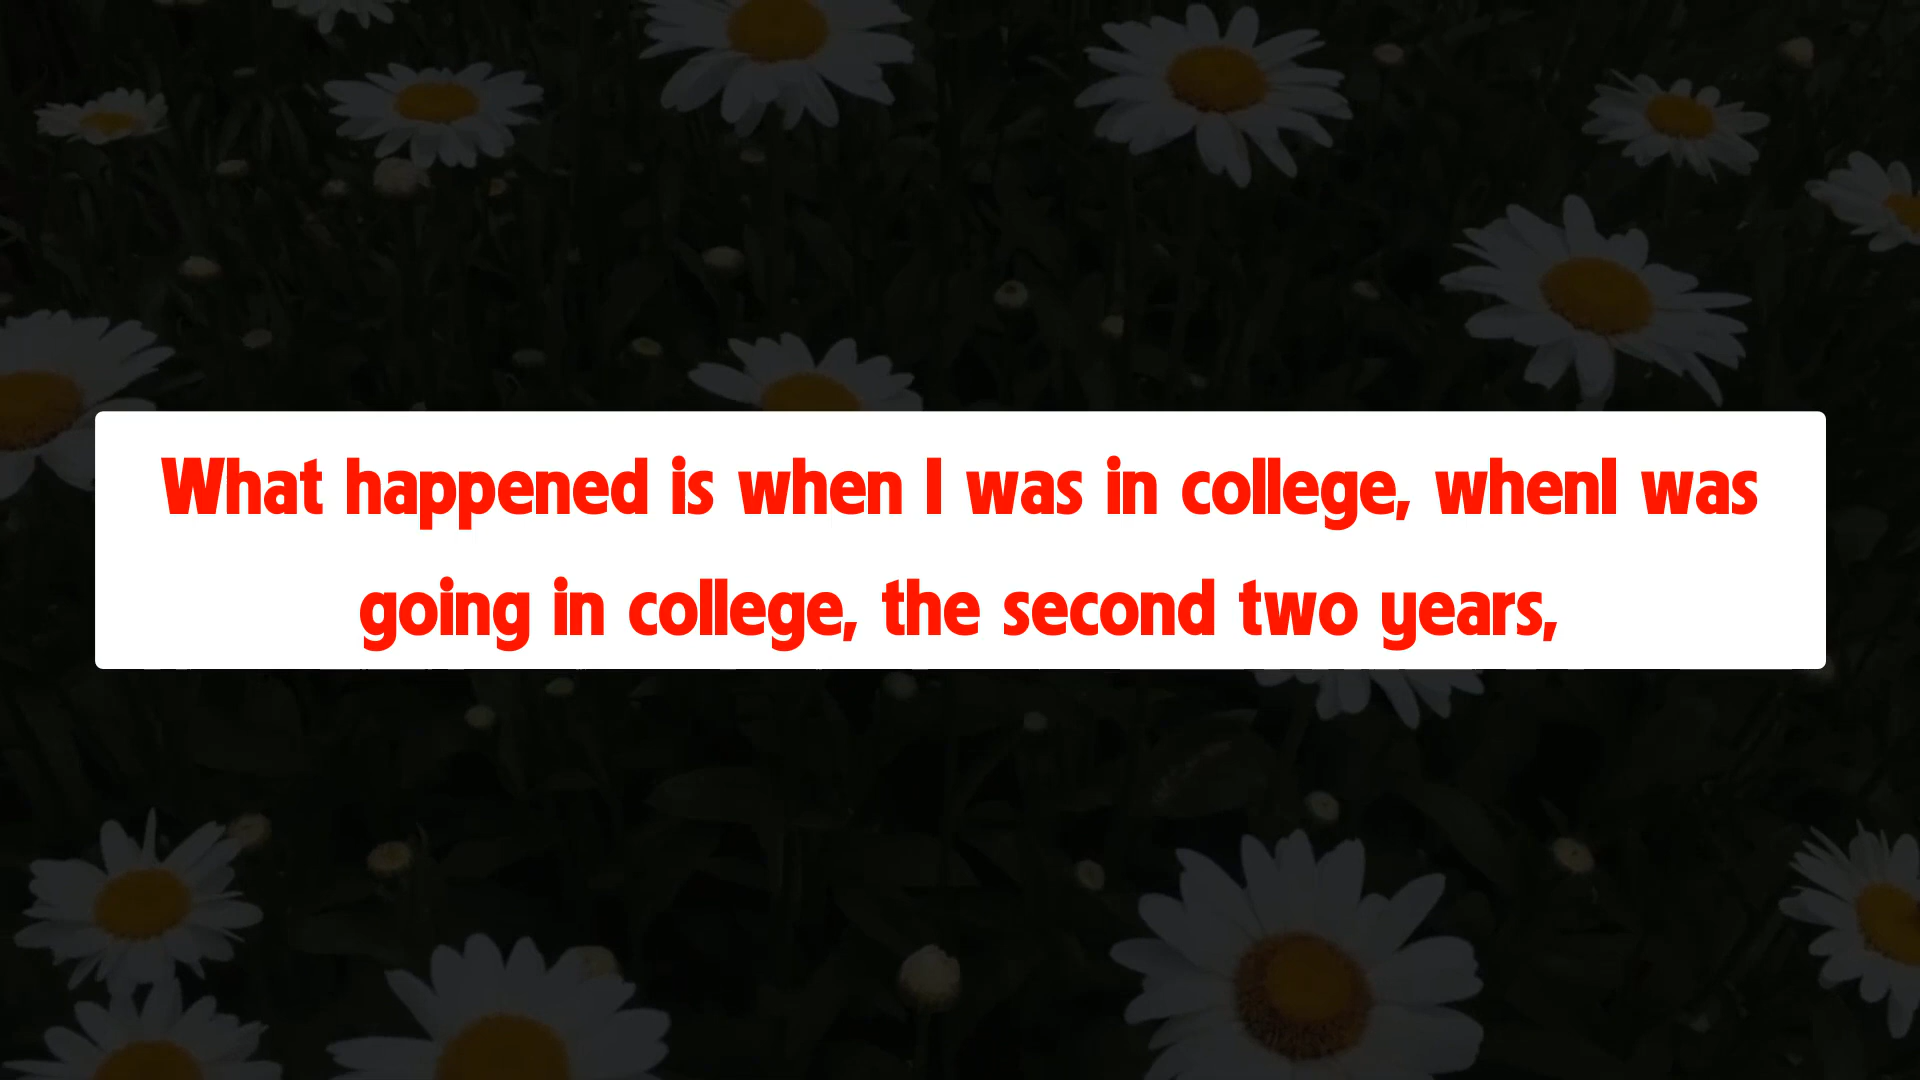 What happened is when I was in college, whenI was
going in college, the second two years,